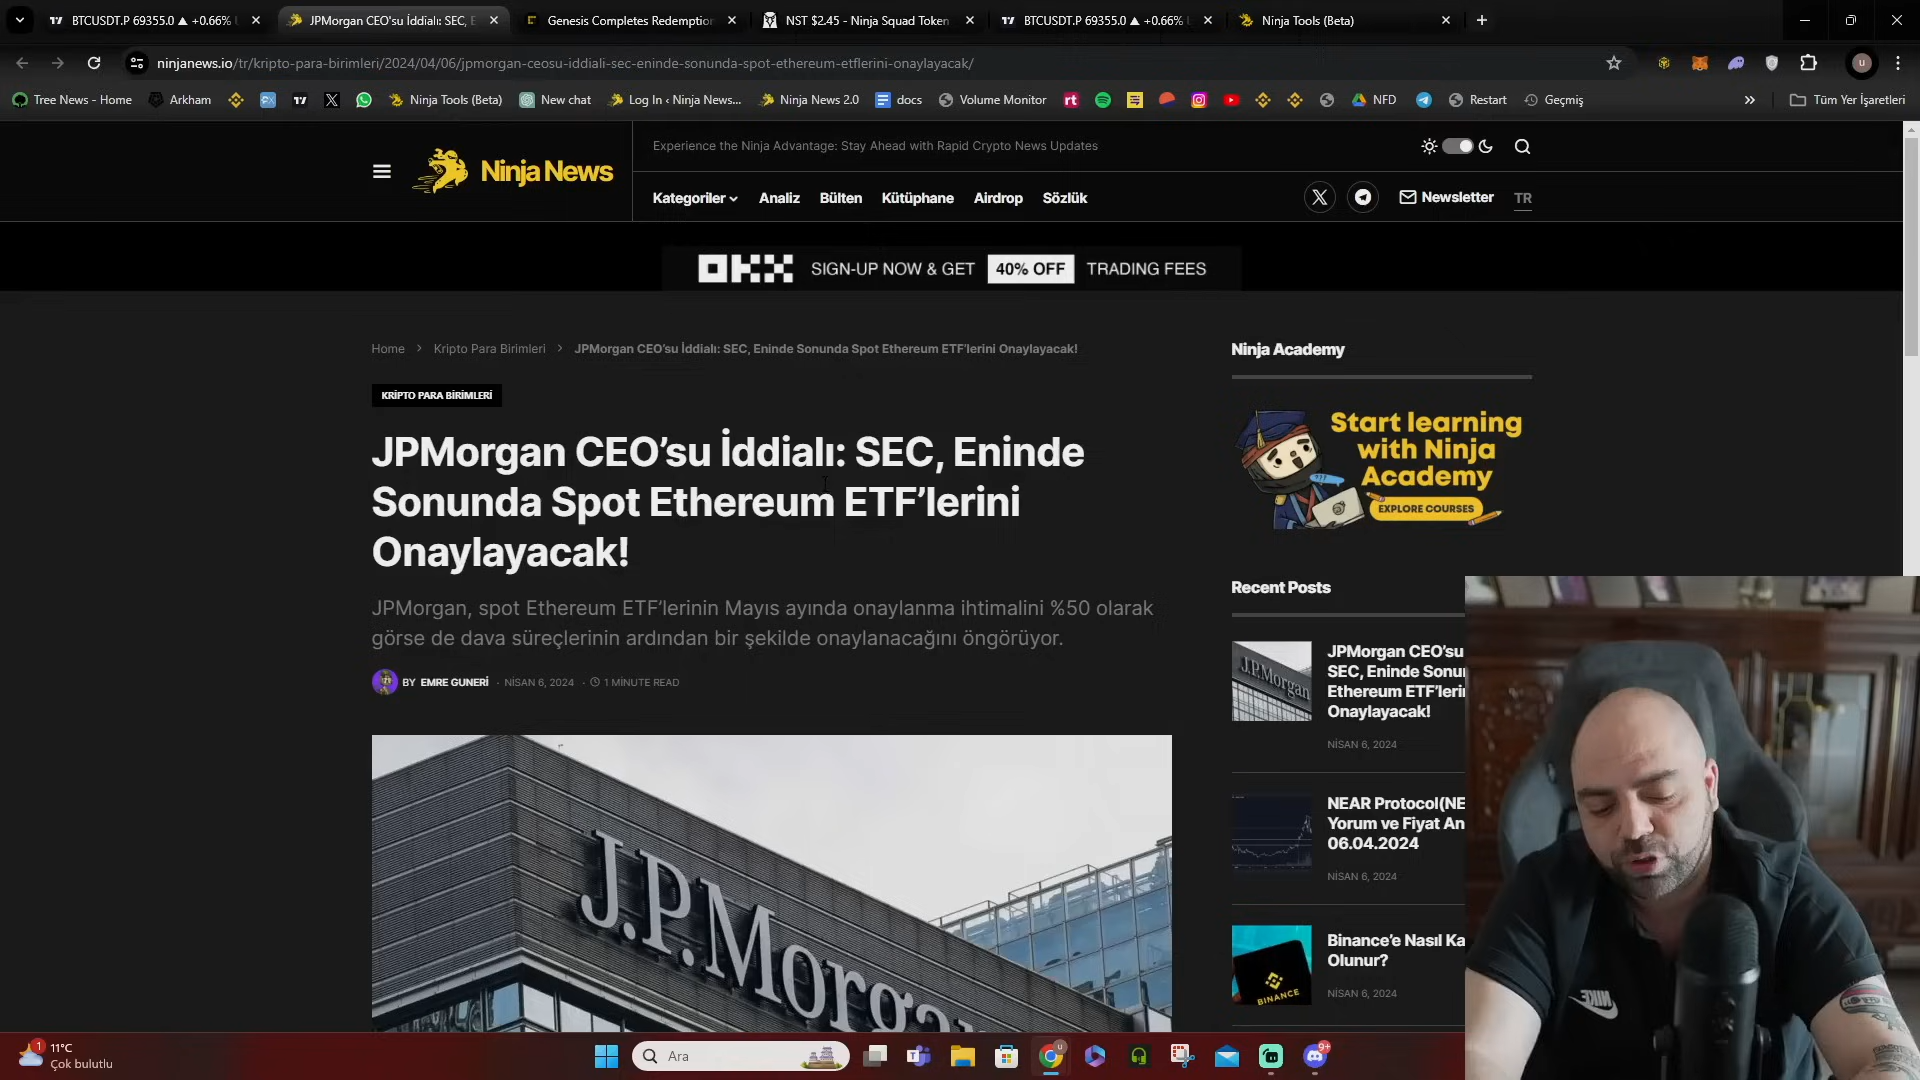 BTCUSDT.P 69355.0 ▲ +0.66%
JPMorgan CEO'su İddialı: SEC, E
Genesis Completes Redemption
NST $2.45 - Ninja Squad Token
BTCUSDT.P 69355.0 ▲ +0.66%
Ninja Tools (Beta)
ninjanews.io/tr/kripto-para-birimleri/2024/04/06/jpmorgan-ceosu-iddiali-sec-eninde-sonunda-spot-ethereum-etflerini-onaylayacak/
Tree News - Home
Arkham
Ninja Tools (Beta)
New chat
Log In ‹ Ninja News...
Ninja News 2.0
docs
Volume Monitor
NFD
Restart
Geçmiş
Tüm Yer İşaretleri
Ninja News
Experience the Ninja Advantage: Stay Ahead with Rapid Crypto News Updates
Kategoriler Analiz Bülten Kütüphane Airdrop Sözlük
Newsletter TR
OKX SIGN-UP NOW & GET 40% OFF TRADING FEES
Home > Kripto Para Birimleri > JPMorgan CEO’su İddialı: SEC, Eninde Sonunda Spot Ethereum ETF’lerini Onaylayacak!
KRİPTO PARA BİRİMLERİ
JPMorgan CEO’su İddialı: SEC, Eninde
Sonunda Spot Ethereum ETF’lerini
Onaylayacak!
JPMorgan, spot Ethereum ETF’lerinin Mayıs ayında onaylanma ihtimalini %50 olarak
görse de dava süreçlerinin ardından bir şekilde onaylanacağını öngörüyor.
BY EMRE GUNERİ · NİSAN 6, 2024 · 1 MINUTE READ
J.P.Morgan
Ninja Academy
Start learning
with Ninja
Academy
EXPLORE COURSES
Recent Posts
J.P.Morgan
JPMorgan CEO’su
SEC, Eninde Sonu
Ethereum ETF’leri
Onaylayacak!
NİSAN 6, 2024
NEAR Protocol(NE
Yorum ve Fiyat An
06.04.2024
NİSAN 6, 2024
BINANCE
Binance’e Nasıl Ka
Olunur?
NİSAN 6, 2024
NIKE
1
11°C
Çok bulutlu
Ara
9+